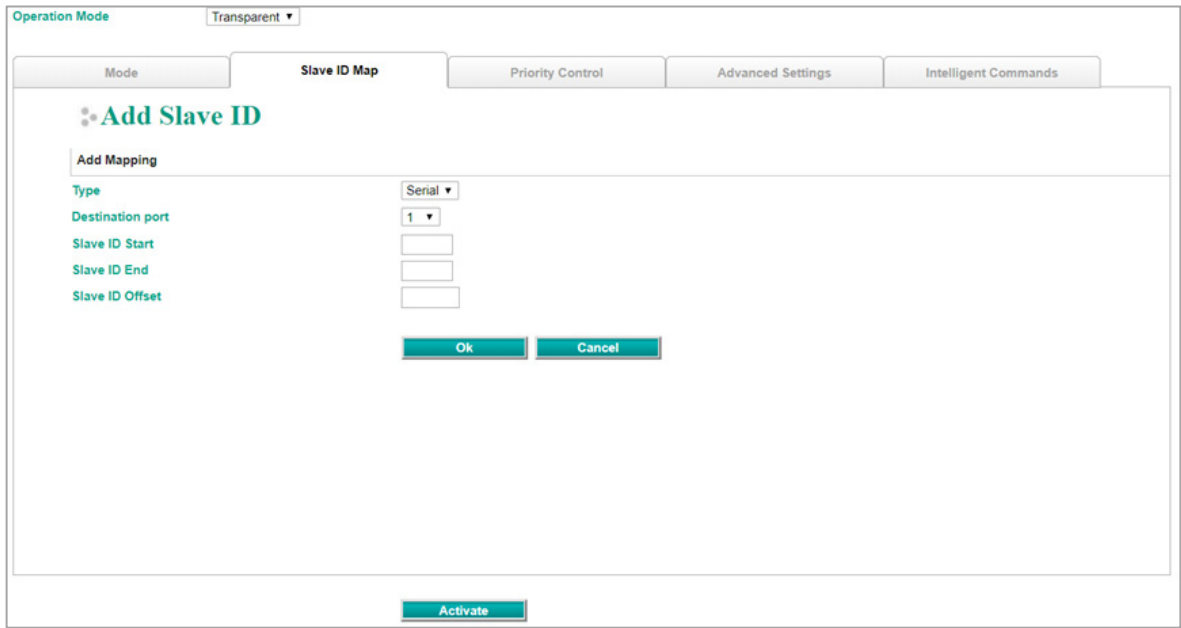 Operation Mode Transparent
Mode Slave ID Map Priority Control Advanced Settings Intelligent Commands
Add Slave ID
Add Mapping
Type Serial
Destination port 1
Slave ID Start
Slave ID End
Slave ID Offset
Ok Cancel
Activate